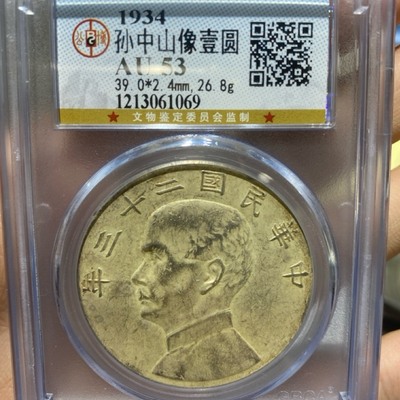 1934
孙中山像壹圆
AU 53
39.0*2.4mm,26.8g
1213061069
★ 文物鉴定委员会监制 ★
年三十二國民華中